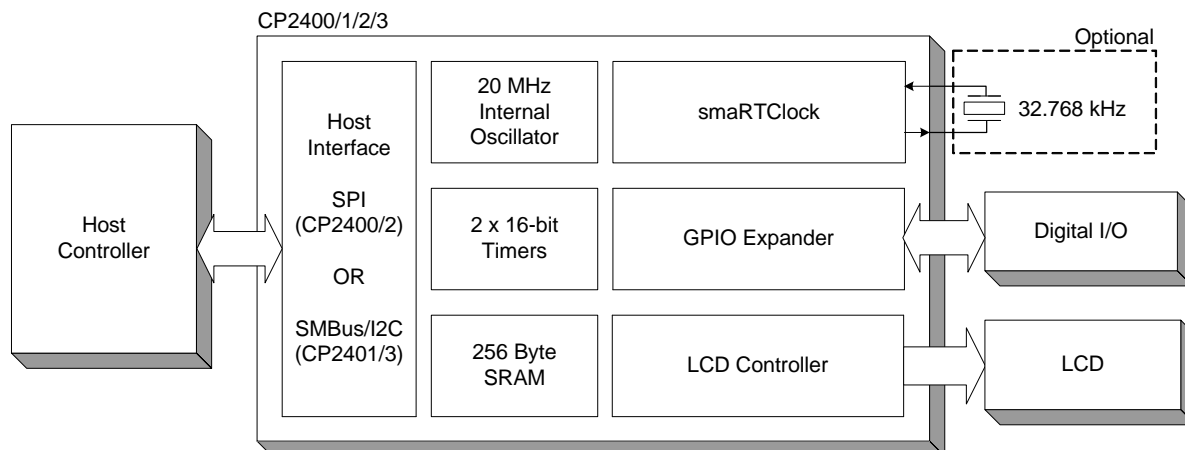 CP2400/1/2/3
Optional
Host
Controller
Host
Interface
SPI
(CP2400/2)
OR
SMBus/I2C
(CP2401/3)
20 MHz
Internal
Oscillator
smaRTClock
32.768 kHz
2 x 16-bit
Timers
GPIO Expander
Digital I/O
256 Byte
SRAM
LCD Controller
LCD